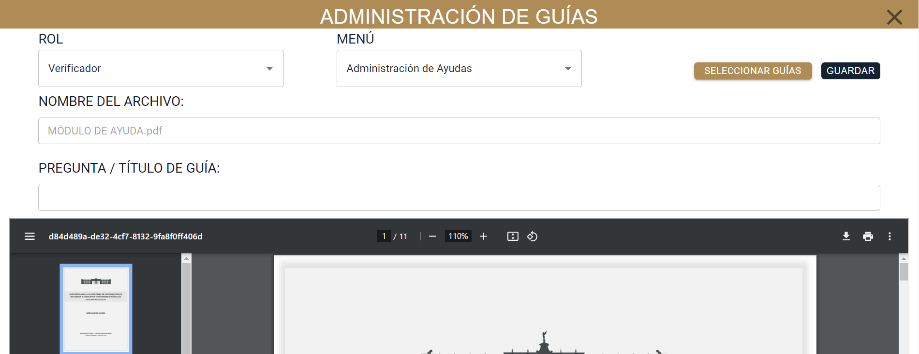 ADMINISTRACIÓN DE GUÍAS
ROL
MENÚ
Verificador
Administración de Ayudas
SELECCIONAR GUÍAS
GUARDAR
NOMBRE DEL ARCHIVO:
MÓDULO DE AYUDA.pdf
PREGUNTA / TÍTULO DE GUÍA:
d84d489a-de32-4cf7-8132-9fa8f0ff406d
1 / 11
110%